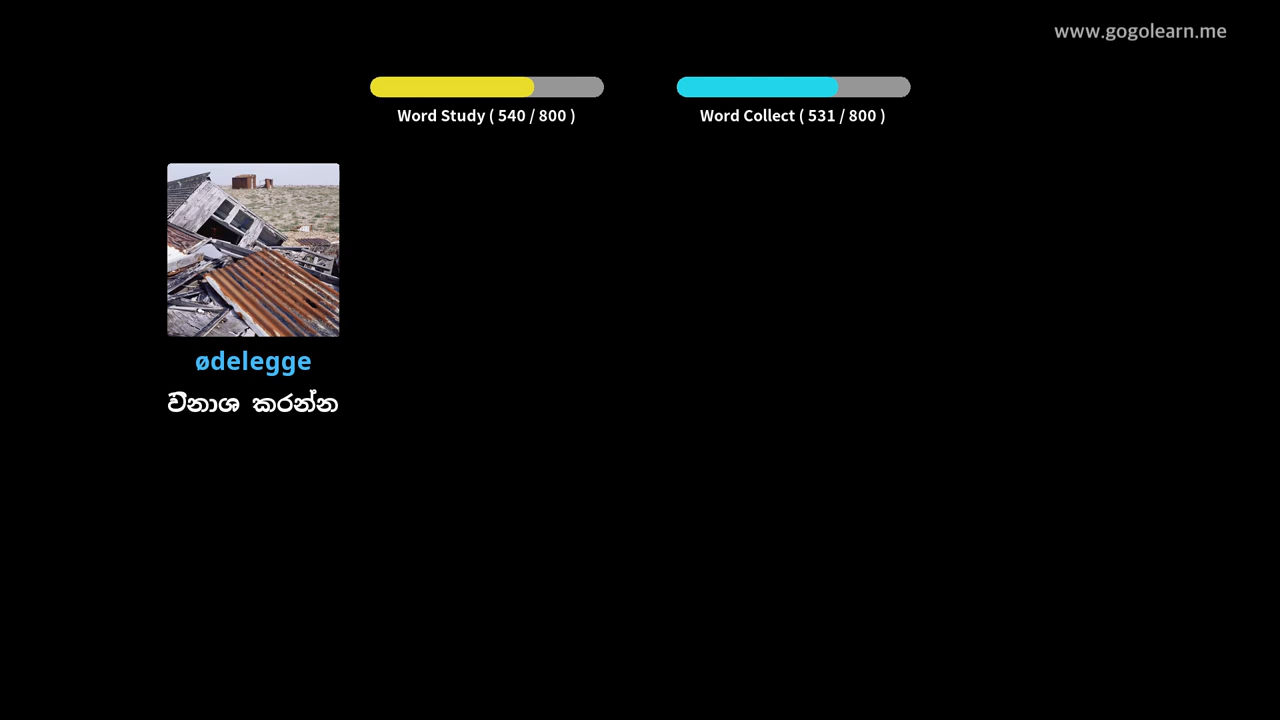 www.gogolearn.me
Word Study ( 540 / 800 )
Word Collect ( 531 / 800 )
ødelegge
විනාශ කරන්න